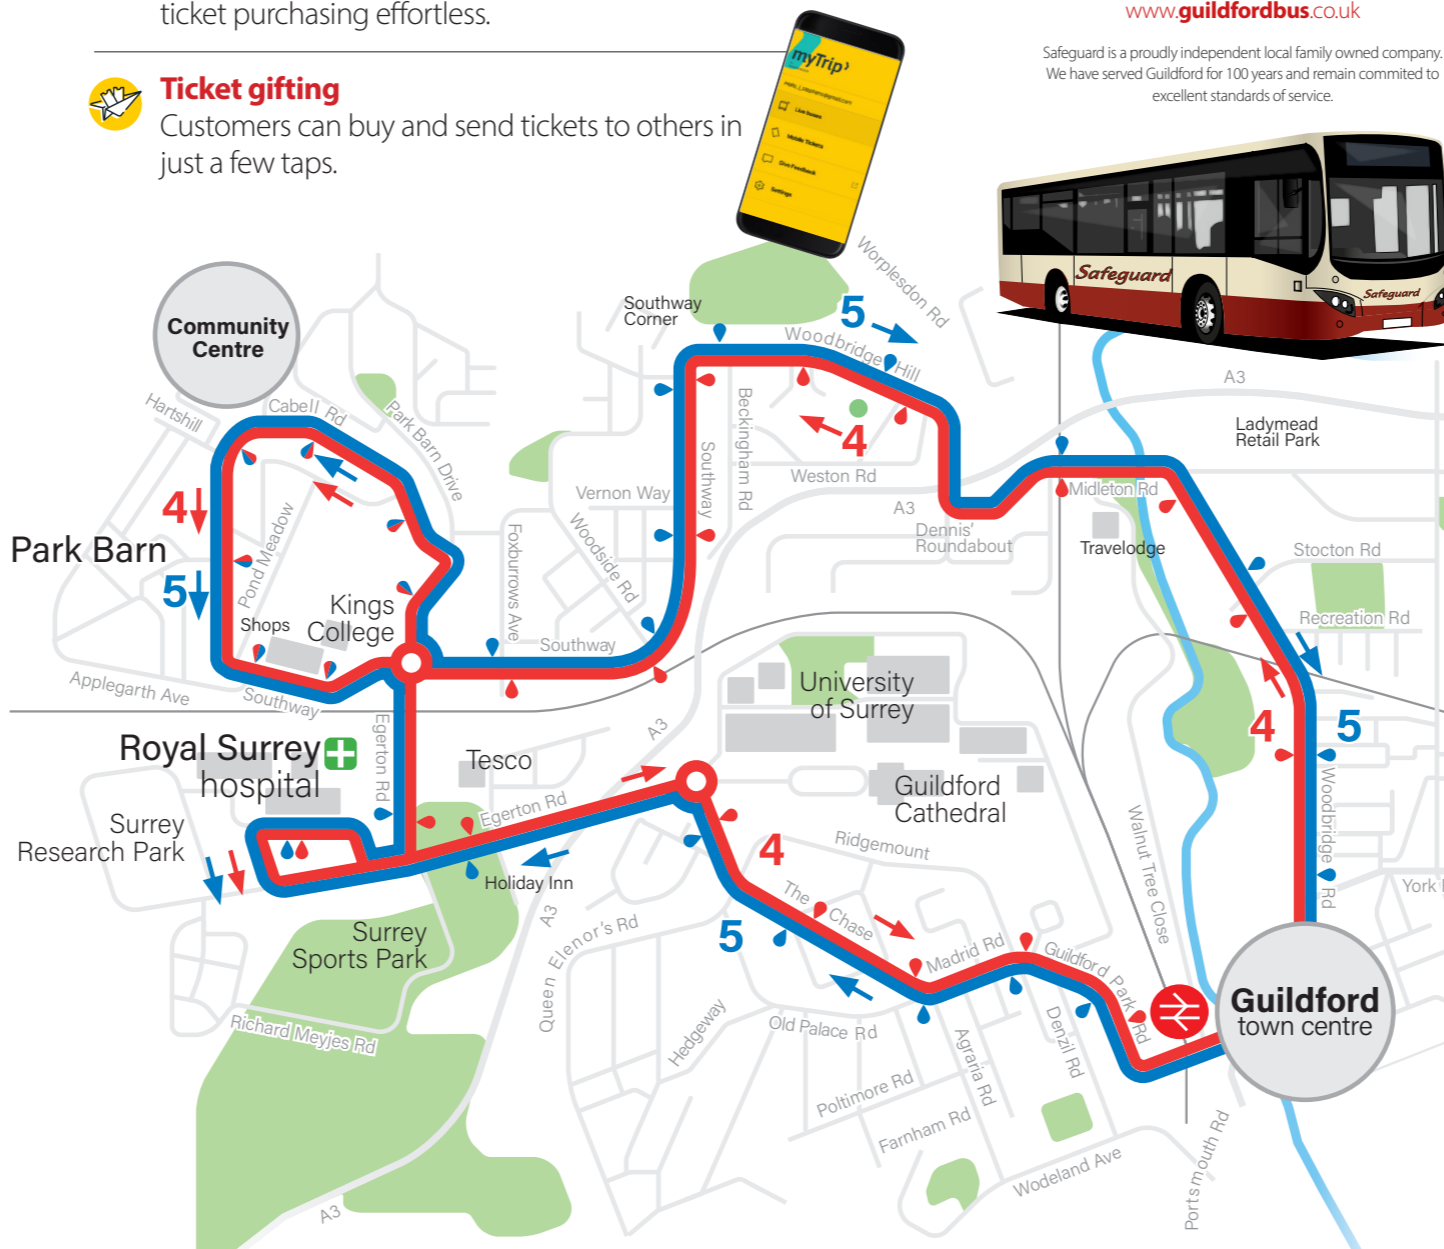 ticket purchasing effortless.
Ticket gifting
Customers can buy and send tickets to others in
just a few taps.
myTrip
Live buses
Mobile Tickets
Give Feedback
Settings
www.guildfordbus.co.uk
Safeguard is a proudly independent local family owned company.
We have served Guildford for 100 years and remain commited to
excellent standards of service.
Safeguard
Safeguard
Community
Centre
Southway
Corner
5
Worplesdon Rd
Woodbridge Hill
A3
Ladymead
Retail Park
Hartshill
Cabell Rd
Park Barn Drive
Beckingham Rd
4
Weston Rd
Southway
Vernon Way
Woodside Rd
A3
Dennis'
Roundabout
Midleton Rd
Travelodge
Stocton Rd
Recreation Rd
4
Park Barn
5
Pond Meadow
Foxburrows Ave
Kings
College
Shops
Southway
Applegarth Ave
Southway
University
of Surrey
4
5
Royal Surrey
hospital
Egerton Rd
Tesco
A3
Guildford
Cathedral
Surrey
Research Park
Egerton Rd
Holiday Inn
4
Ridgemount
Walnut Tree Close
Woodbridge Rd
York
The Chase
5
A3
Queen Elenor's Rd
Surrey
Sports Park
Madrid Rd
Guildford Park Rd
Guildford
town centre
Richard Meyjes Rd
Hedgeway
Old Palace Rd
Agraria Rd
Denzil Rd
Poltimore Rd
Farnham Rd
Wodeland Ave
Portsmouth Rd
A3